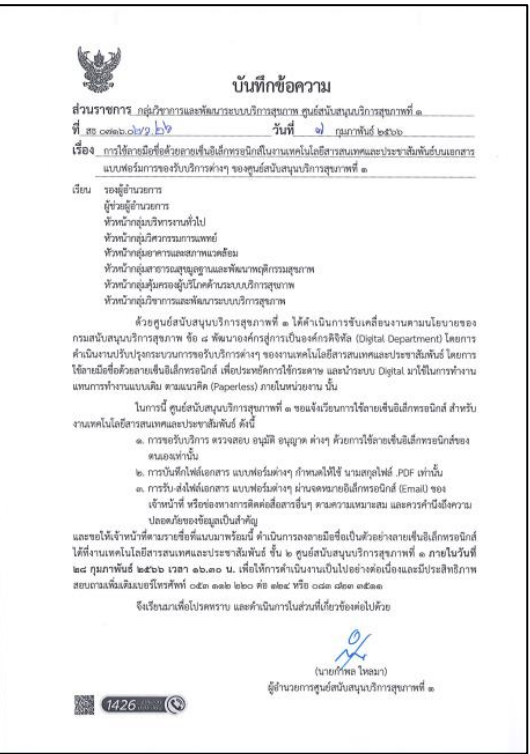 บันทึกข้อความ
ส่วนราชการ กลุ่มวิชาการและพัฒนาระบบบริการสุขภาพ ศูนย์สนับสนุนบริการสุขภาพที่ ๑
ที่ สธ ๐๗๑๖.๐๒/๖ วันที่ ๗ กุมภาพันธ์ ๒๕๖๖
เรื่อง การใช้ลายมือชื่อด้วยลายเซ็นอิเล็กทรอนิกส์ในงานเทคโนโลยีสารสนเทศและประชาสัมพันธ์บนเอกสาร
แบบฟอร์มการขอรับบริการต่างๆ ของศูนย์สนับสนุนบริการสุขภาพที่ ๑
เรียน รองผู้อำนวยการ
ผู้ช่วยผู้อำนวยการ
หัวหน้ากลุ่มบริหารงานทั่วไป
หัวหน้ากลุ่มวิศวกรรมการแพทย์
หัวหน้ากลุ่มอาคารและสภาพแวดล้อม
หัวหน้ากลุ่มสาธารณสุขมูลฐานและพัฒนาพฤติกรรมสุขภาพ
หัวหน้ากลุ่มคุ้มครองผู้บริโภคด้านระบบบริการสุขภาพ
หัวหน้ากลุ่มวิชาการและพัฒนาระบบบริการสุขภาพ
ด้วยศูนย์สนับสนุนบริการสุขภาพที่ ๑ ได้ดำเนินการขับเคลื่อนงานตามนโยบายของ
กรมสนับสนุนบริการสุขภาพ ข้อ ๘ พัฒนาองค์กรสู่การเป็นองค์กรดิจิทัล (Digital Department) โดยการ
ดำเนินงานปรับปรุงกระบวนการขอรับบริการต่างๆ ของงานเทคโนโลยีสารสนเทศและประชาสัมพันธ์ โดยการ
ใช้ลายมือชื่อด้วยลายเซ็นอิเล็กทรอนิกส์ เพื่อประหยัดการใช้กระดาษ และนำระบบ Digital มาใช้ในการทำงาน
แทนการทำงานแบบเดิม ตามแนวคิด (Paperless) ภายในหน่วยงาน นั้น
ในการนี้ ศูนย์สนับสนุนบริการสุขภาพที่ ๑ ขอแจ้งเวียนการใช้ลายเซ็นอิเล็กทรอนิกส์ สำหรับ
งานเทคโนโลยีสารสนเทศและประชาสัมพันธ์ ดังนี้
๑. การขอรับบริการ ตรวจสอบ อนุมัติ อนุญาต ต่างๆ ด้วยการใช้ลายเซ็นอิเล็กทรอนิกส์ของ
ตนเองเท่านั้น
๒. การบันทึกไฟล์เอกสาร แบบฟอร์มต่างๆ กำหนดให้ใช้ นามสกุลไฟล์ .PDF เท่านั้น
๓. การรับ-ส่งไฟล์เอกสาร แบบฟอร์มต่างๆ ผ่านจดหมายอิเล็กทรอนิกส์ (Email) ของ
เจ้าหน้าที่ หรือช่องทางการติดต่อสื่อสารอื่นๆ ตามความเหมาะสม และควรคำนึงถึงความ
ปลอดภัยของข้อมูลเป็นสำคัญ
และขอให้เจ้าหน้าที่ตามรายชื่อที่แนบมาพร้อมนี้ ดำเนินการลงลายมือชื่อเป็นตัวอย่างลายเซ็นอิเล็กทรอนิกส์
ได้ที่งานเทคโนโลยีสารสนเทศและประชาสัมพันธ์ ชั้น ๒ ศูนย์สนับสนุนบริการสุขภาพที่ ๑ ภายในวันที่
๒๘ กุมภาพันธ์ ๒๕๖๖ เวลา ๑๖.๓๐ น. เพื่อให้การดำเนินงานเป็นไปอย่างต่อเนื่องและมีประสิทธิภาพ
สอบถามเพิ่มเติมเบอร์โทรศัพท์ ๐๕๓ ๑๑๒ ๒๒๐ ต่อ ๑๒๔ หรือ
จึงเรียนมาเพื่อโปรดทราบ และดำเนินการในส่วนที่เกี่ยวข้องต่อไปด้วย
(นายกำพล ไหลมา)
ผู้อำนวยการศูนย์สนับสนุนบริการสุขภาพที่ ๑
1426